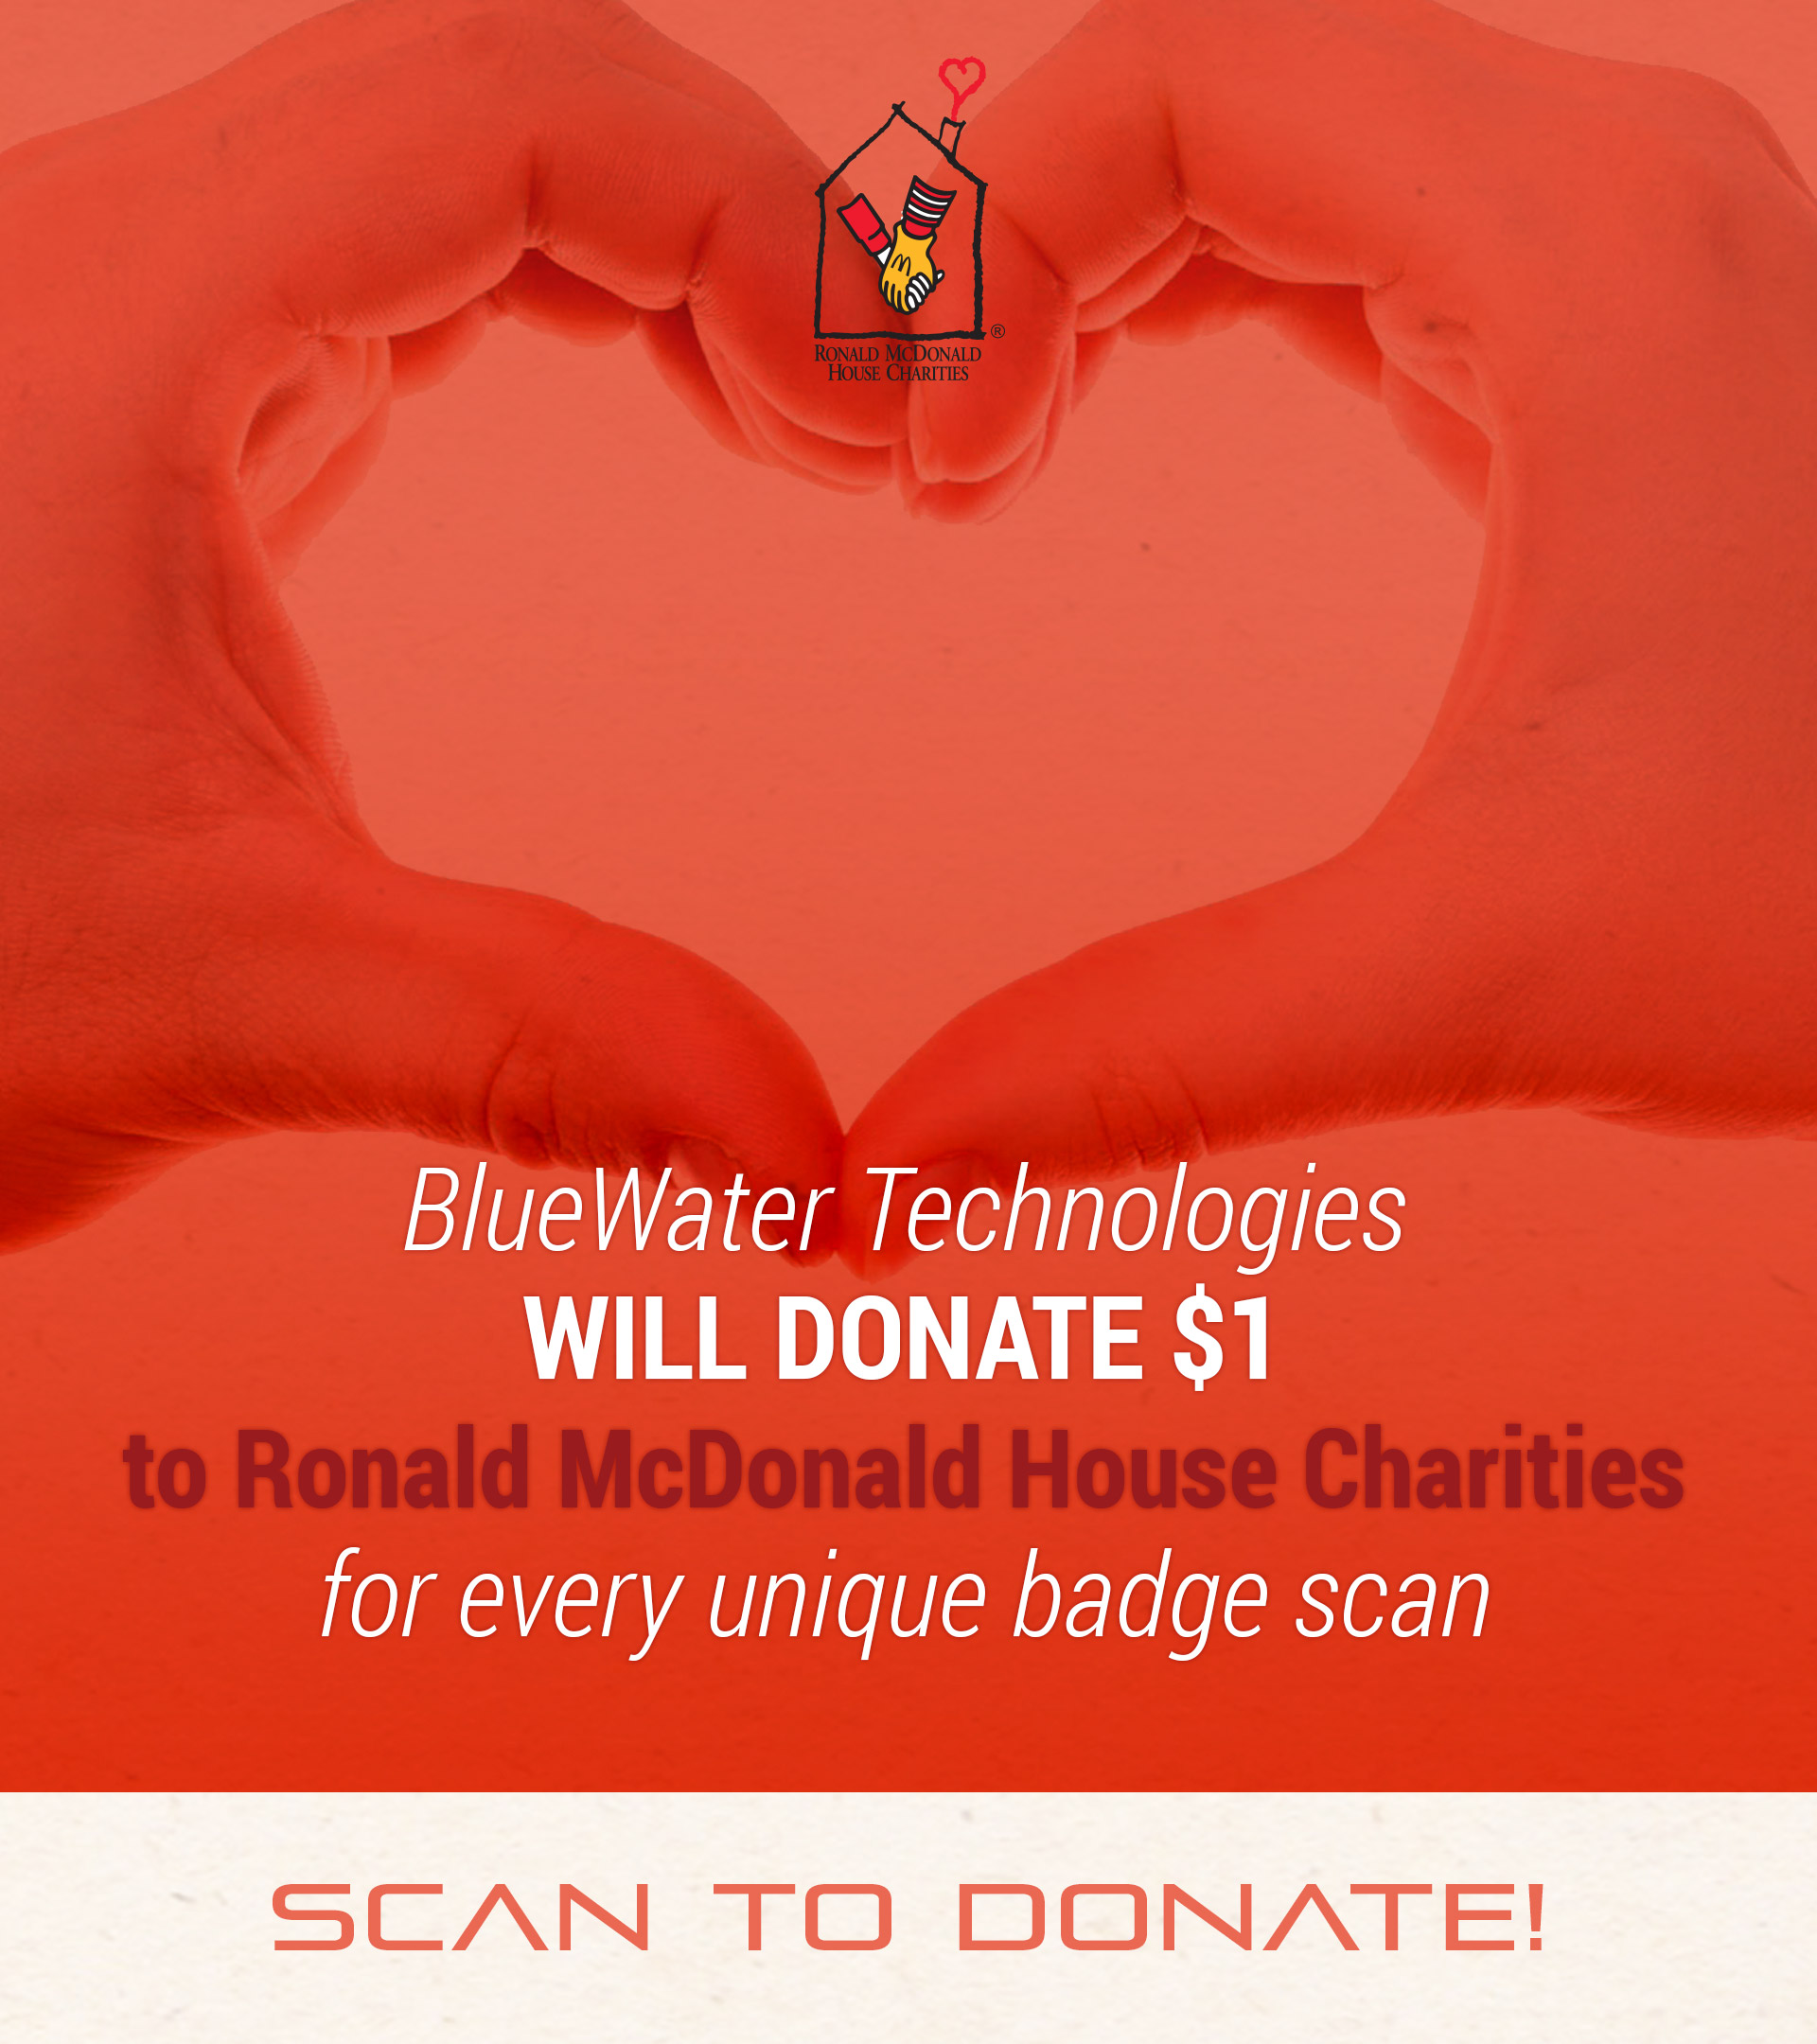 ®
RONALD MCDONALD
HOUSE CHARITIES
BlueWater Technologies
WILL DONATE $1
to Ronald McDonald House Charities
for every unique badge scan
SCAN TO DONATE!